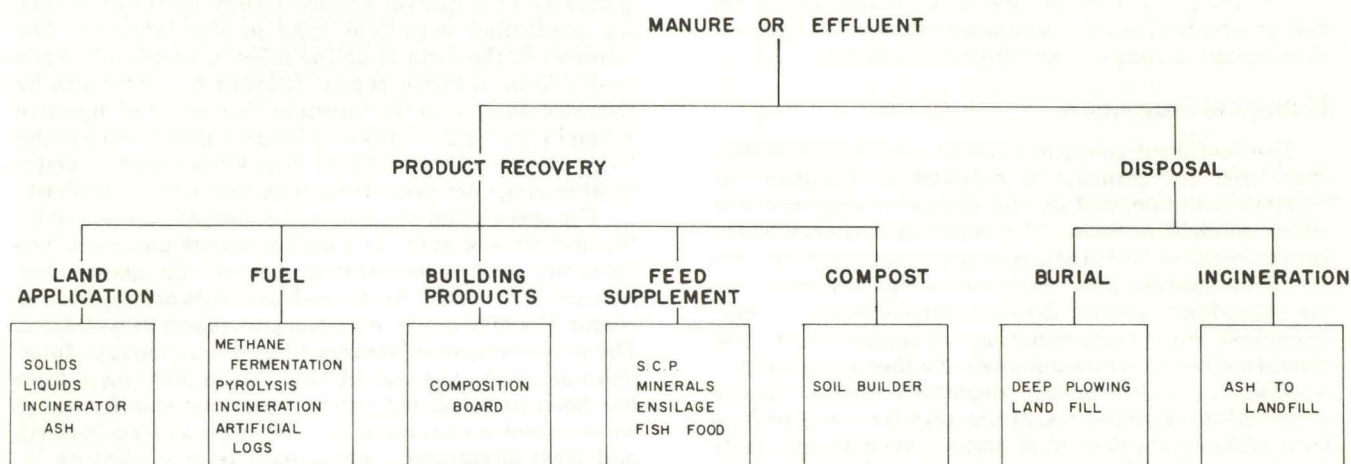 MANURE OR EFFLUENT
PRODUCT RECOVERY
DISPOSAL
LAND
APPLICATION
FUEL
BUILDING
PRODUCTS
FEED
SUPPLEMENT
COMPOST
BURIAL
INCINERATION
SOLIDS
LIQUIDS
INCINERATOR
ASH
METHANE
FERMENTATION
PYROLYSIS
INCINERATION
ARTIFICIAL
LOGS
COMPOSITION
BOARD
S.C.P.
MINERALS
ENSILAGE
FISH FOOD
SOIL BUILDER
DEEP PLOWING
LAND FILL
ASH TO
LANDFILL